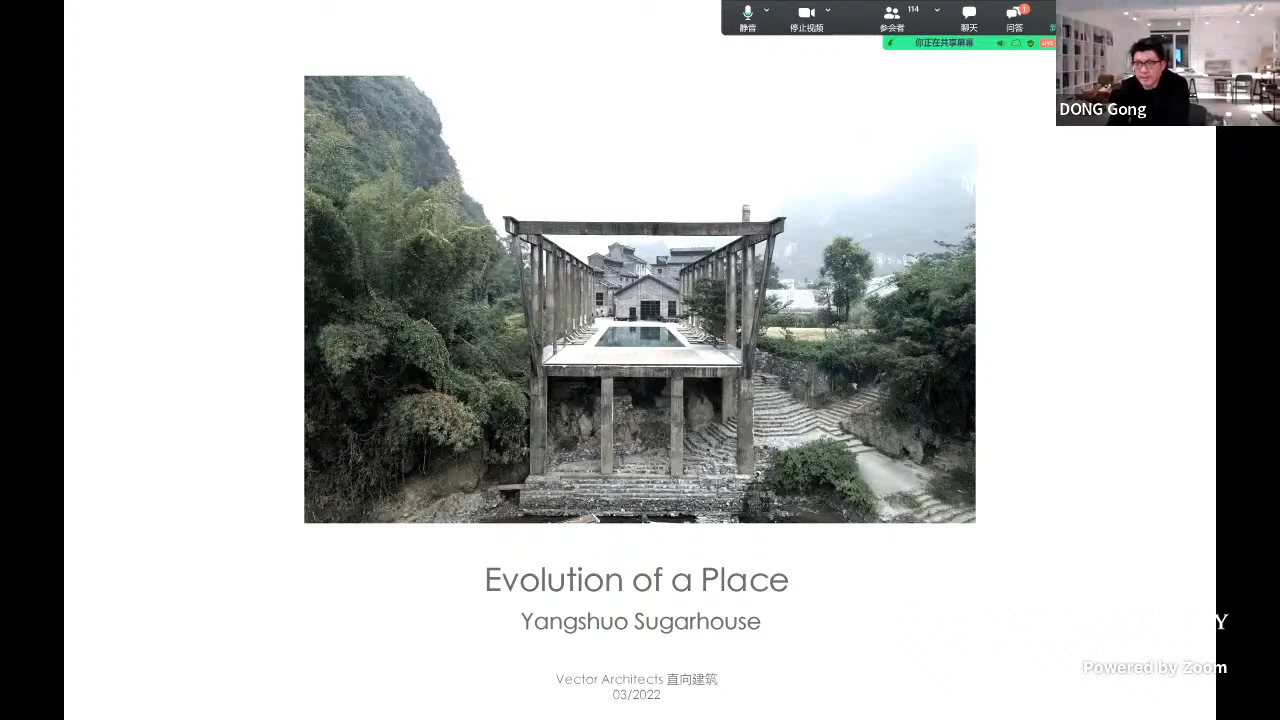 114
1
静音
停止视频
参会者
聊天
问答
你正在共享屏幕
DONG Gong
Evolution of a Place
Yangshuo Sugarhouse
Y
Powered by Zoom
Vector Architects 直向建筑
03/2022